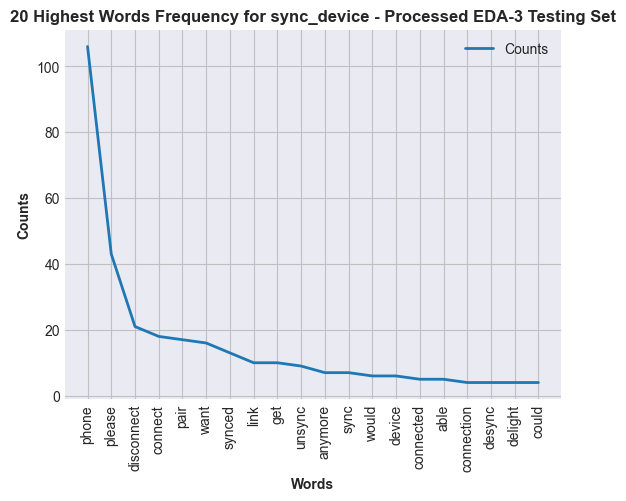 20 Highest Words Frequency for sync_device - Processed EDA-3 Testing Set
Counts
100
80
60
40
20
0
Counts
phone
please
disconnect
connect
pair
want
synced
link
get
unsync
anymore
sync
would
device
connected
able
connection
desync
delight
could
Words